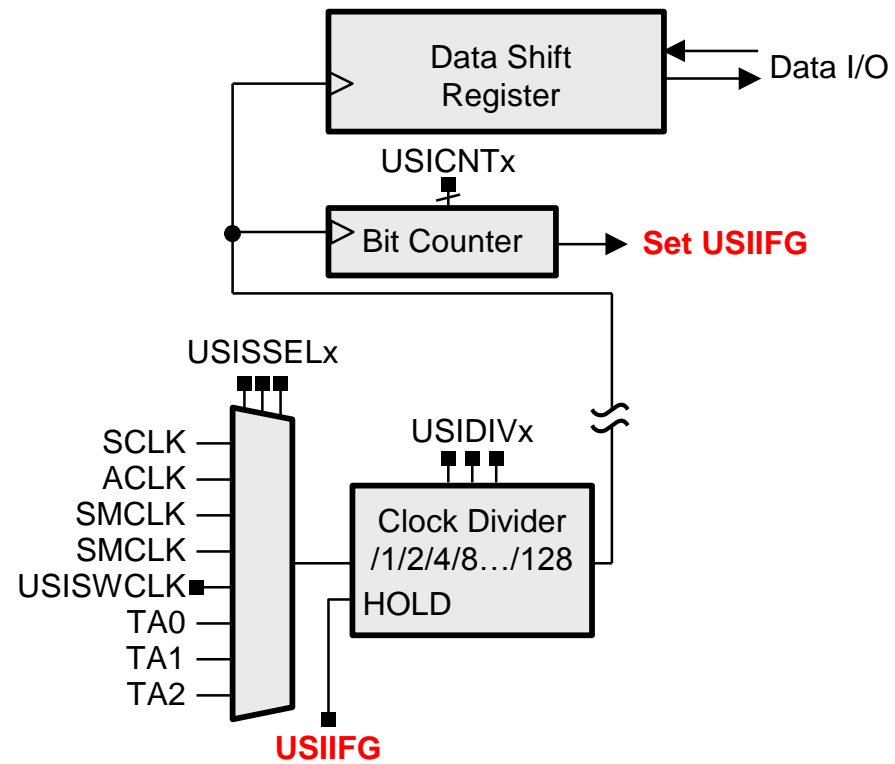 Data Shift
Register
Data I/O
USICNTx
Bit Counter
Set USIIFG
USISSELx
SCLK
ACLK
SMCLK
SMCLK
USISWCLK
TA0
TA1
TA2
USIDIVx
Clock Divider
/1/2/4/8…/128
HOLD
USIIFG